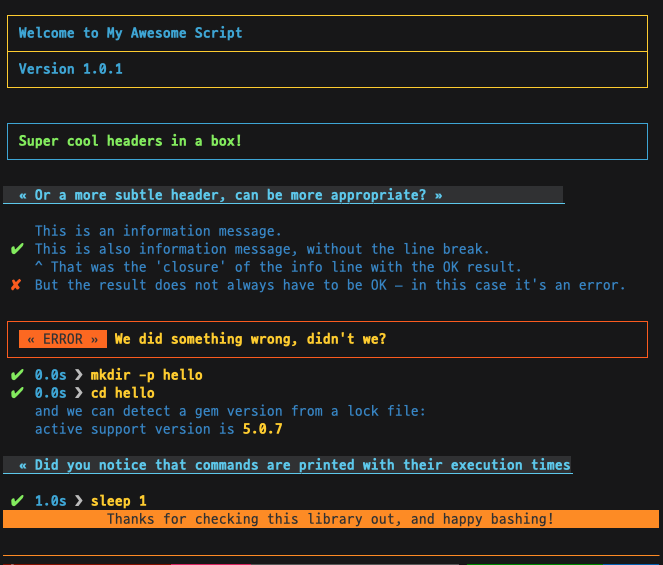 Welcome to My Awesome Script
Version 1.0.1
Super cool headers in a box!
« Or a more subtle header, can be more appropriate? »
This is an information message.
✔ This is also information message, without the line break.
^ That was the 'closure' of the info line with the OK result.
✘ But the result does not always have to be OK — in this case it's an error.
« ERROR » We did something wrong, didn't we?
✔ 0.0s ❯ mkdir -p hello
✔ 0.0s ❯ cd hello
and we can detect a gem version from a lock file:
active support version is 5.0.7
« Did you notice that commands are printed with their execution times
✔ 1.0s ❯ sleep 1
Thanks for checking this library out, and happy bashing!